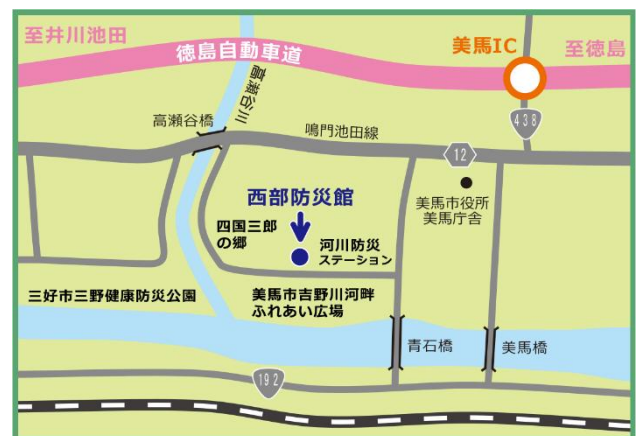 至井川池田
徳島自動車道
美馬IC
至徳島
高瀬谷川
438
高瀬谷橋
鳴門池田線
12
西部防災館
四国三郎
の郷
河川防災
ステーション
美馬市役所
美馬庁舎
三好市三野健康防災公園
美馬市吉野川河畔
ふれあい広場
青石橋
美馬橋
192